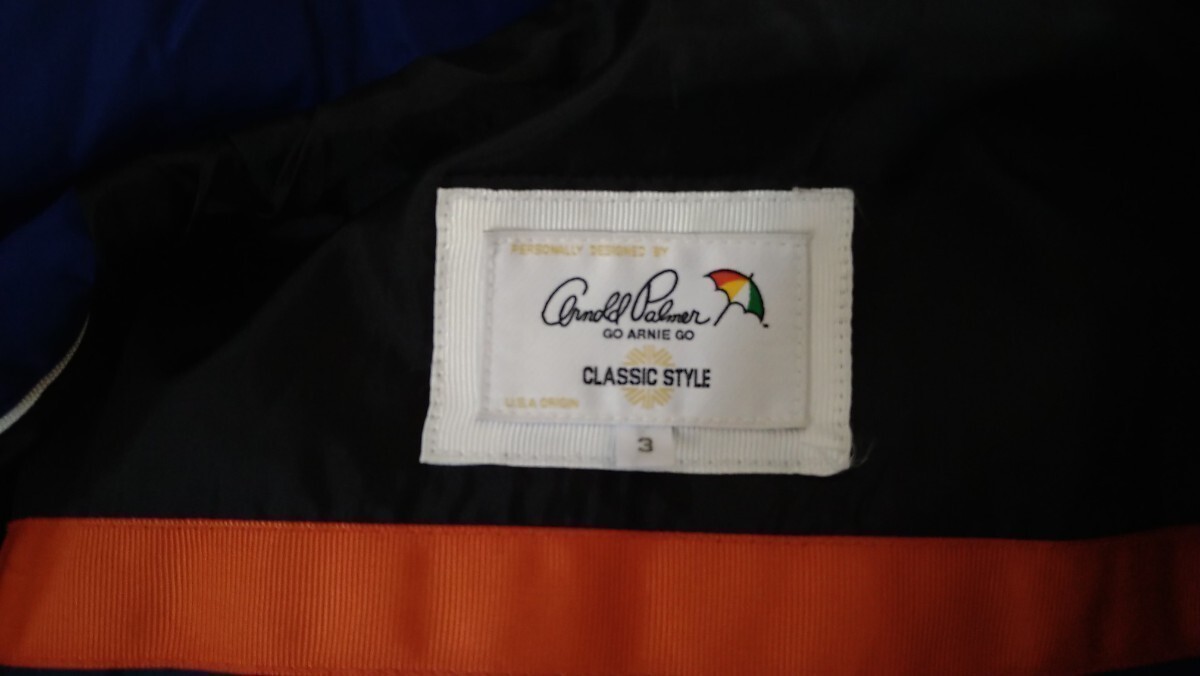 PERSONALLY DESIGNED BY
Arnold Palmer
GO ARNIE GO
CLASSIC STYLE
U.S.A ORIGIN
3